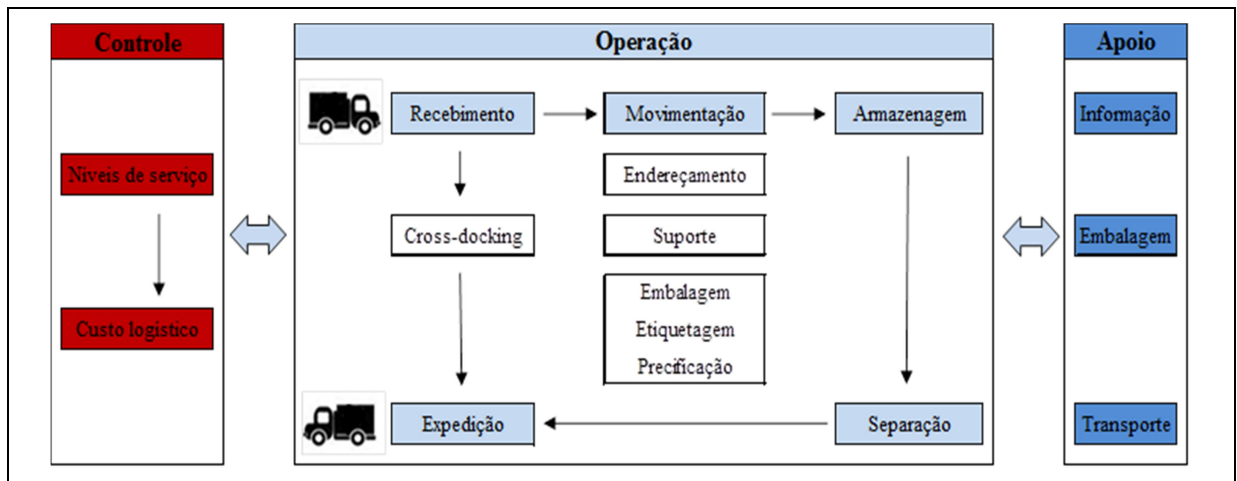 Controle
Níveis de serviço
Custo logístico
Operação
Recebimento
Movimentação
Armazenagem
Endereçamento
Cross-docking
Suporte
Embalagem
Etiquetagem
Precificação
Expedição
Separação
Apoio
Informação
Embalagem
Transporte